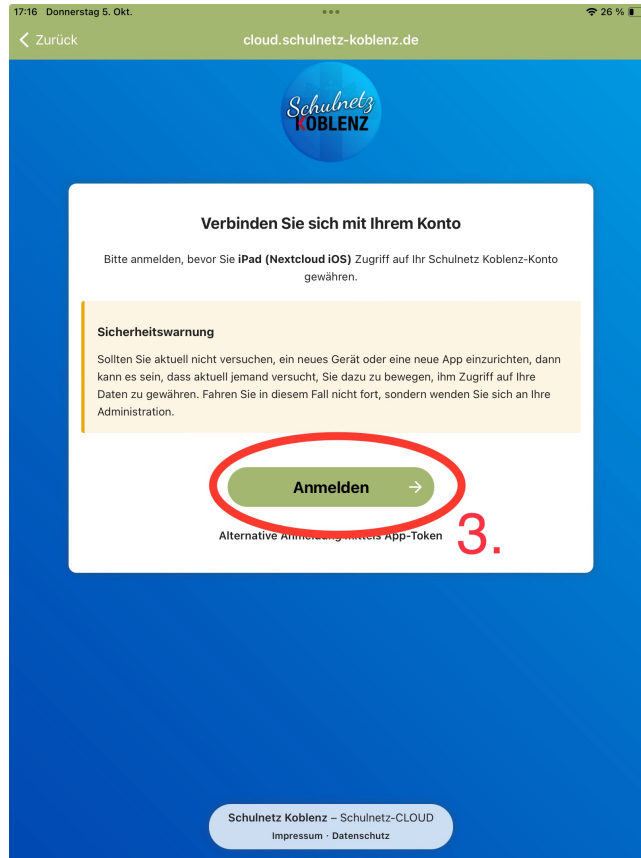 17:16 Donnerstag 5. Okt.
26 %
Zurück
cloud.schulnetz-koblenz.de
Schulnetz
KOBLENZ
Verbinden Sie sich mit Ihrem Konto
Bitte anmelden, bevor Sie iPad (Nextcloud iOS) Zugriff auf Ihr Schulnetz Koblenz-Konto
gewähren.
Sicherheitswarnung
Sollten Sie aktuell nicht versuchen, ein neues Gerät oder eine neue App einzurichten, dann
kann es sein, dass aktuell jemand versucht, Sie dazu zu bewegen, ihm Zugriff auf Ihre
Daten zu gewähren. Fahren Sie in diesem Fall nicht fort, sondern wenden Sie sich an Ihre
Administration.
Anmelden
Alternative Anmeldung mittels App-Token
3.
Schulnetz Koblenz – Schulnetz-CLOUD
Impressum · Datenschutz